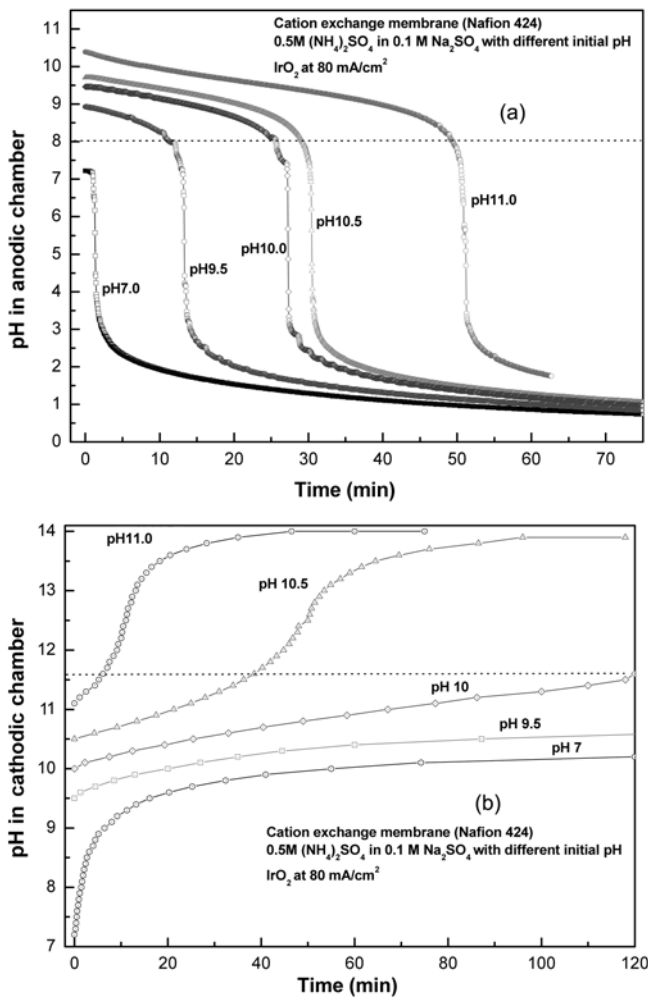 Cation exchange membrane (Nafion 424)
0.5M (NH₄)₂SO₄ in 0.1 M Na₂SO₄ with different initial pH
IrO₂ at 80 mA/cm²
(a)
pH in anodic chamber
11
10
9
8
7
6
5
4
3
2
1
0
pH7.0
pH9.5
pH10.0
pH10.5
pH11.0
0 10 20 30 40 50 60 70
Time (min)
pH in cathodic chamber
14
13
12
11
10
9
8
7
pH11.0
pH 10.5
pH 10
pH 9.5
pH 7
(b)
Cation exchange membrane (Nafion 424)
0.5M (NH₄)₂SO₄ in 0.1 M Na₂SO₄ with different initial pH
IrO₂ at 80 mA/cm²
0 20 40 60 80 100 120
Time (min)